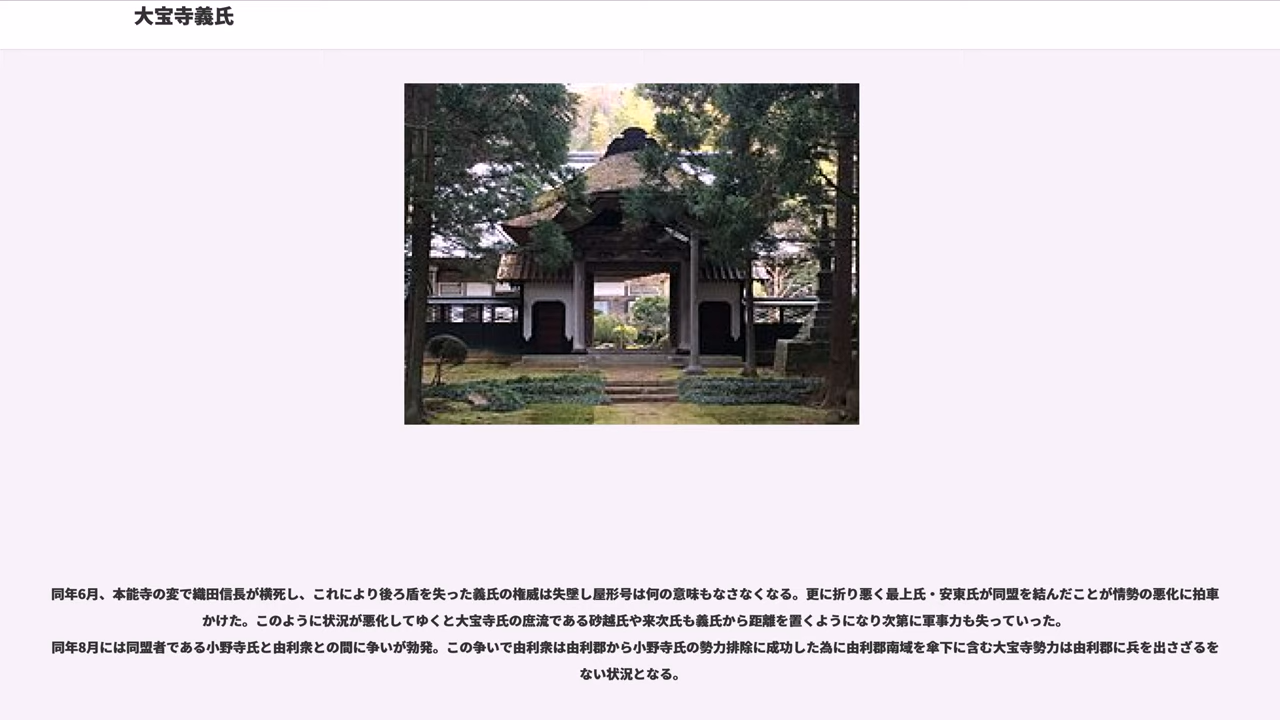 大宝寺義氏
同年6月、本能寺の変で織田信長が横死し、これにより後ろ盾を失った義氏の権威は失墜し屋形号は何の意味もなさなくなる。更に折り悪く最上氏・安東氏が同盟を結んだことが情勢の悪化に拍車
かけた。このように状況が悪化してゆくと大宝寺氏の庶流である砂越氏や来次氏も義氏から距離を置くようになり次第に軍事力も失っていった。
同年8月には同盟者である小野寺氏と由利衆との間に争いが勃発。この争いで由利衆は由利郡から小野寺氏の勢力排除に成功した為に由利郡南域を傘下に含む大宝寺勢力は由利郡に兵を出さざるを
ない状況となる。